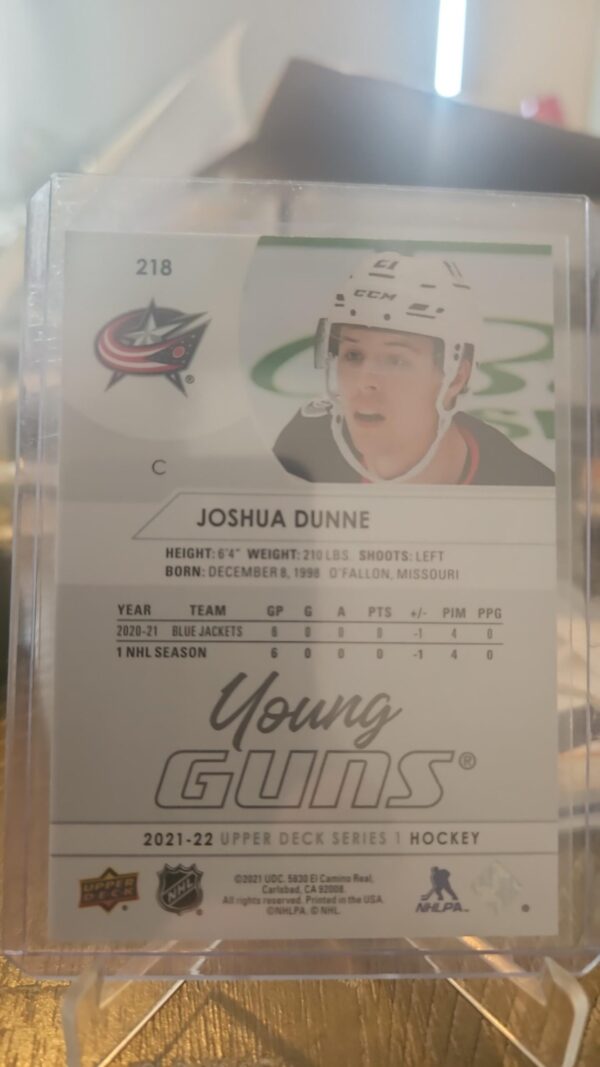 218
CCM
C
JOSHUA DUNNE
HEIGHT: 6'4" WEIGHT: 210 LBS. SHOOTS: LEFT
BORN: DECEMBER 8, 1998 O'FALLON, MISSOURI
YEAR TEAM GP G A PTS +/- PIM PPG
2020-21 BLUE JACKETS 6 0 0 0 -1 4 0
1 NHL SEASON 6 0 0 0 -1 4 0
Young
GUNS®
2021-22 UPPER DECK SERIES 1 HOCKEY
UPPER DECK
NHL
©2021 UDC. 5830 El Camino Real,
Carlsbad, CA 92008.
All rights reserved. Printed in the USA.
©NHLPA. © NHL.
NHLPA™